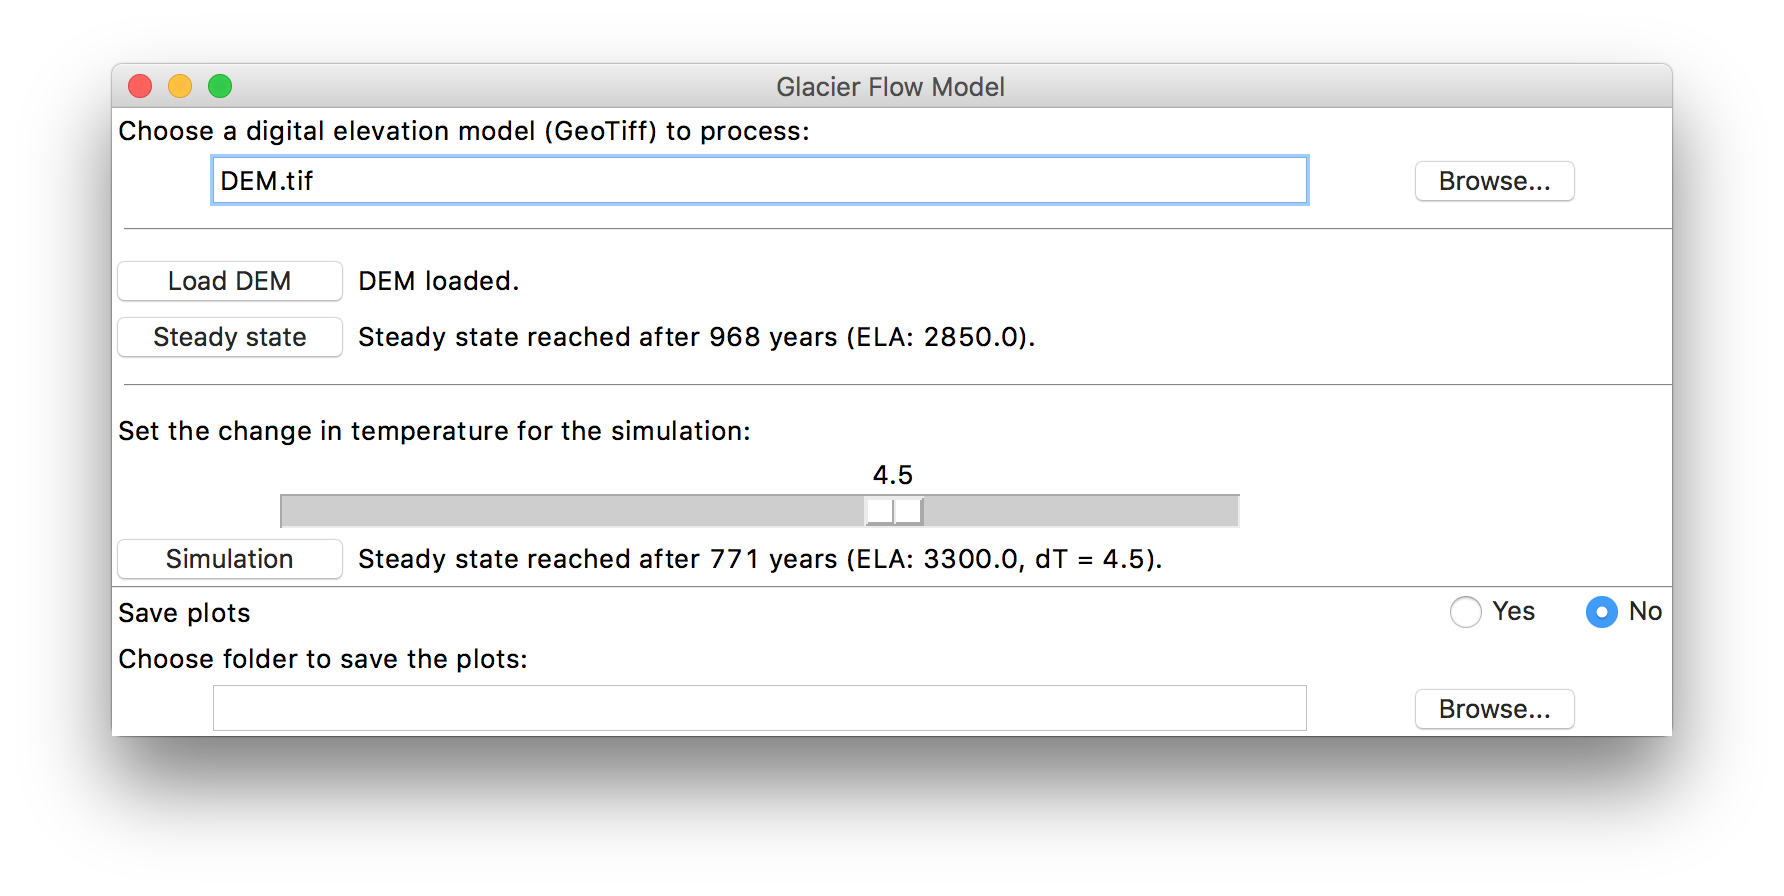 Glacier Flow Model
Choose a digital elevation model (GeoTiff) to process:
DEM.tif
Browse...
Load DEM
DEM loaded.
Steady state
Steady state reached after 968 years (ELA: 2850.0).
Set the change in temperature for the simulation:
4.5
Simulation
Steady state reached after 771 years (ELA: 3300.0, dT = 4.5).
Save plots
Yes
No
Choose folder to save the plots:
Browse...